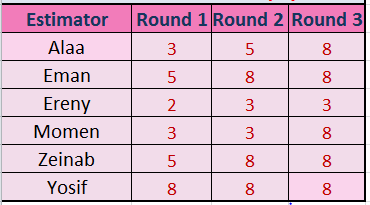 Estimator Round 1 Round 2 Round 3
Alaa 3 5 8
Eman 5 8 8
Ereny 2 3 3
Momen 3 3 8
Zeinab 5 8 8
Yosif 8 8 8